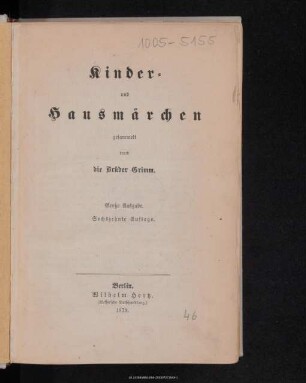 1005-5155
Kinder-
und
Hausmärchen
gesammelt
durch
die Brüder Grimm.
Große Ausgabe.
Sechszehnte Auflage.
Berlin.
Wilhelm Hertz.
(Bessersche Buchhandlung.)
46